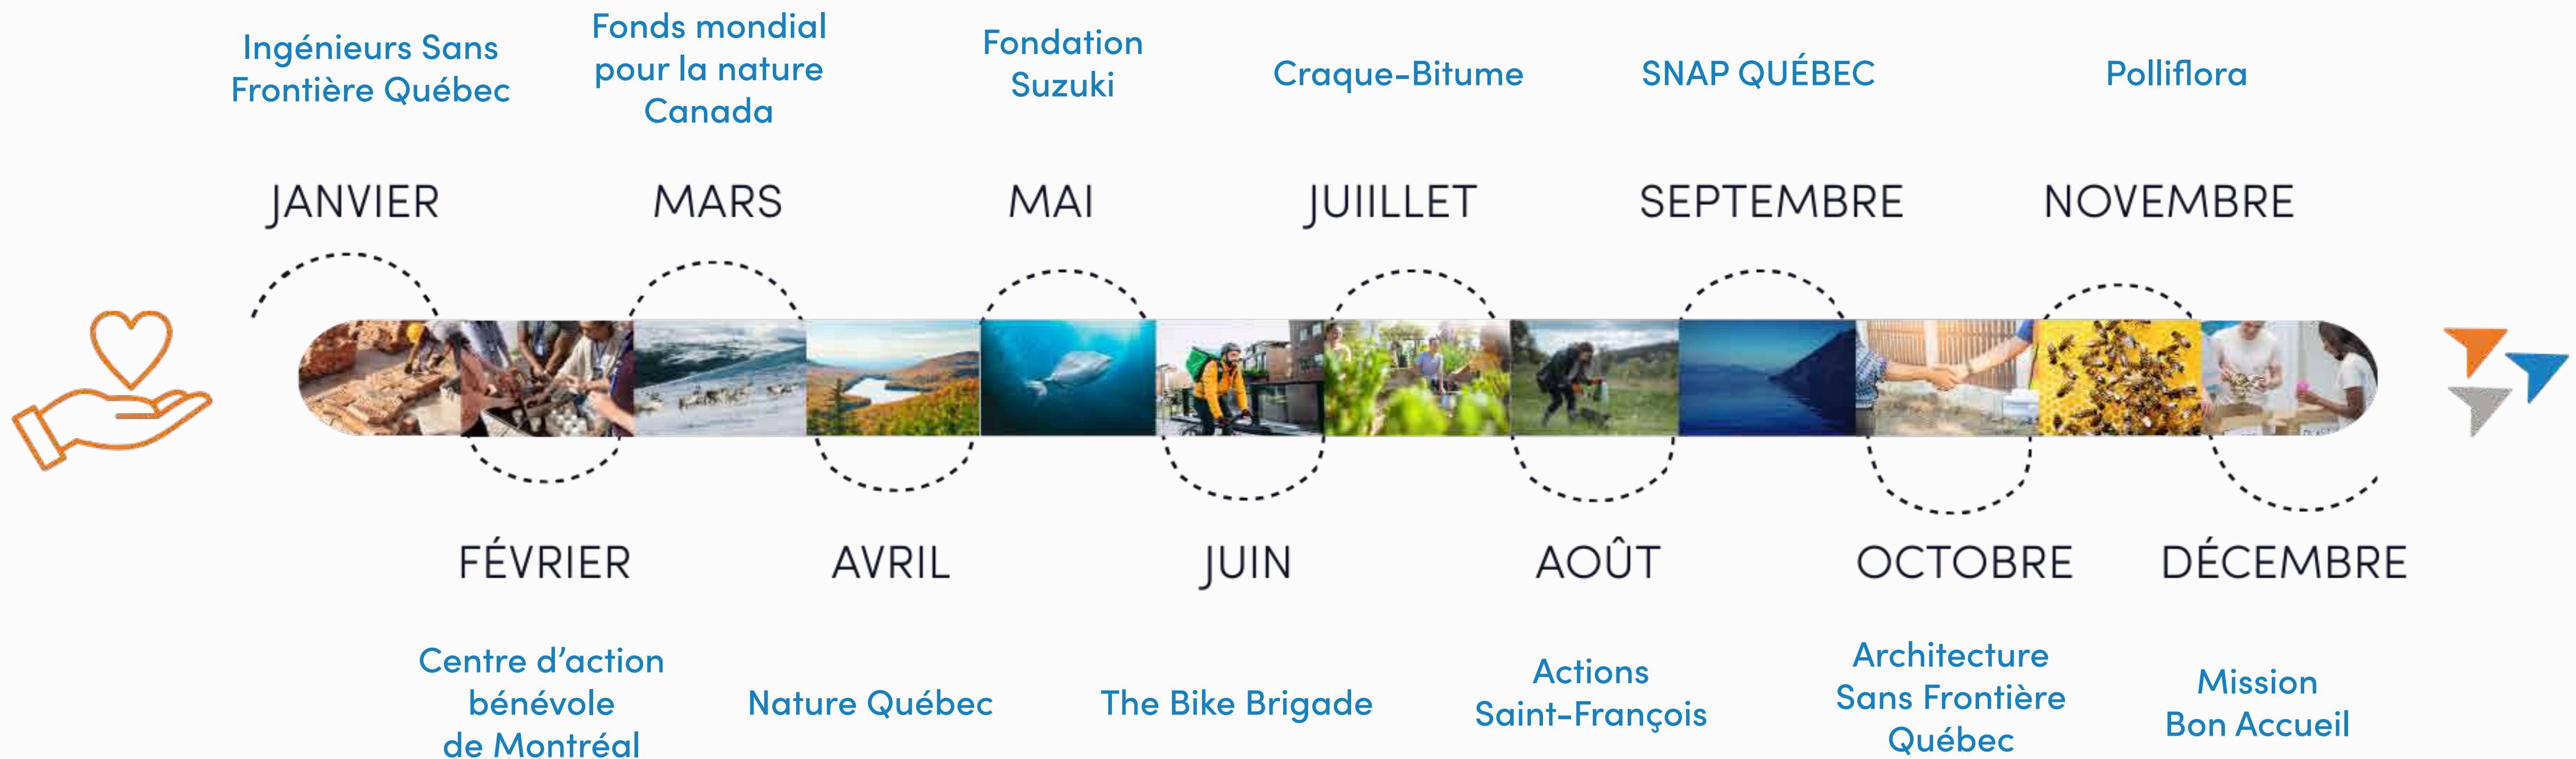 Ingénieurs Sans
Frontière Québec
Fonds mondial
pour la nature
Canada
Fondation
Suzuki
Craque-Bitume
SNAP QUÉBEC
Polliflora
JANVIER
MARS
MAI
JUIILLET
SEPTEMBRE
NOVEMBRE
FÉVRIER
AVRIL
JUIN
AOÛT
OCTOBRE
DÉCEMBRE
Centre d’action
bénévole
de Montréal
Nature Québec
The Bike Brigade
Actions
Saint-François
Architecture
Sans Frontière
Québec
Mission
Bon Accueil